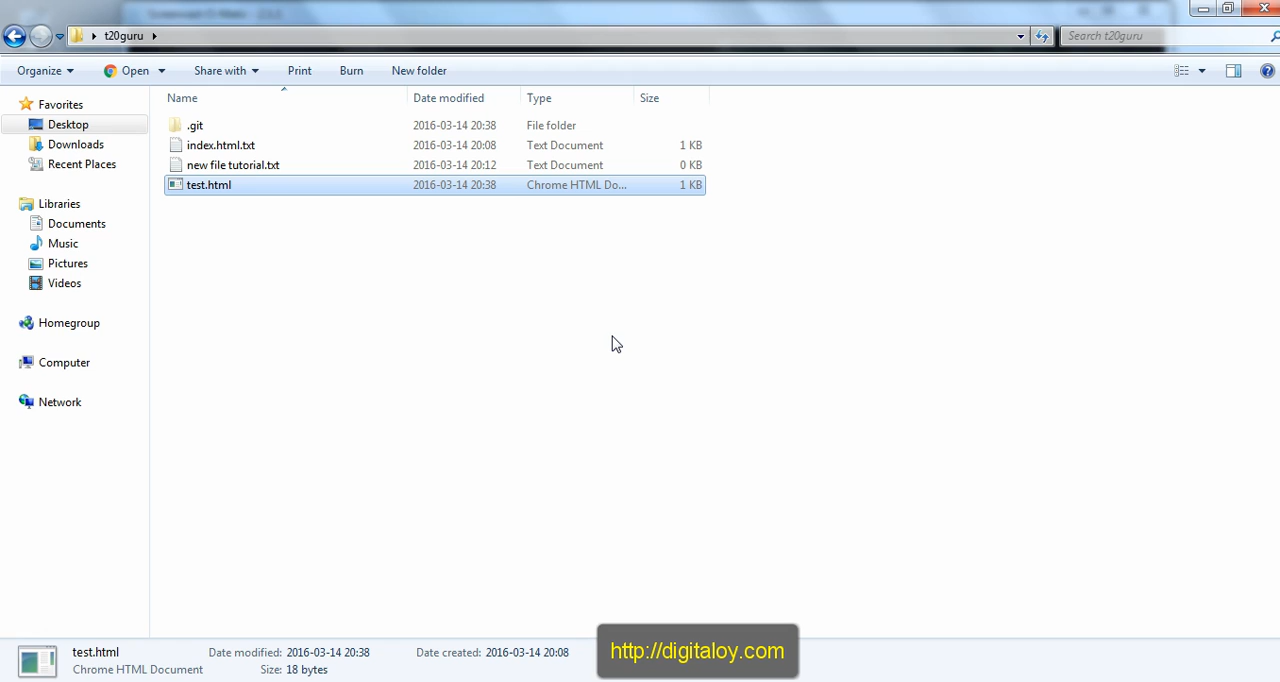 t20guru
Search t20guru
Organize Open Share with Print Burn New folder
Name Date modified Type Size
Favorites
Desktop
Downloads
Recent Places
Libraries
Documents
Music
Pictures
Videos
Homegroup
Computer
Network
.git 2016-03-14 20:38 File folder
index.html.txt 2016-03-14 20:08 Text Document 1 KB
new file tutorial.txt 2016-03-14 20:12 Text Document 0 KB
test.html 2016-03-14 20:38 Chrome HTML Do... 1 KB
test.html Date modified: 2016-03-14 20:38 Date created: 2016-03-14 20:08
Chrome HTML Document Size: 18 bytes
http://digitaloy.com